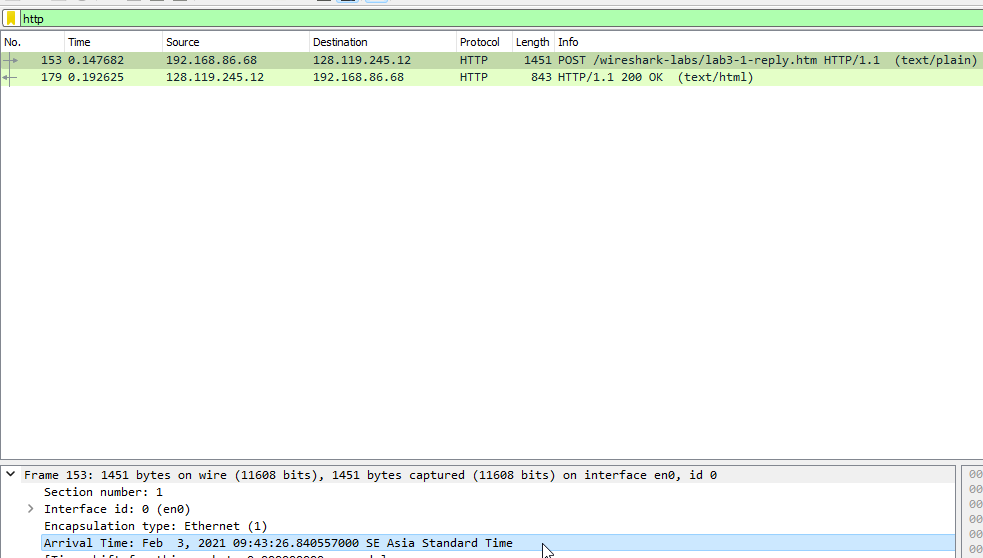 http
No. Time Source Destination Protocol Length Info
153 0.147682 192.168.86.68 128.119.245.12 HTTP 1451 POST /wireshark-labs/lab3-1-reply.htm HTTP/1.1 (text/plain)
179 0.192625 128.119.245.12 192.168.86.68 HTTP 843 HTTP/1.1 200 OK (text/html)
Frame 153: 1451 bytes on wire (11608 bits), 1451 bytes captured (11608 bits) on interface en0, id 0
Section number: 1
Interface id: 0 (en0)
Encapsulation type: Ethernet (1)
Arrival Time: Feb 3, 2021 09:43:26.840557000 SE Asia Standard Time
00
00
00
00
00